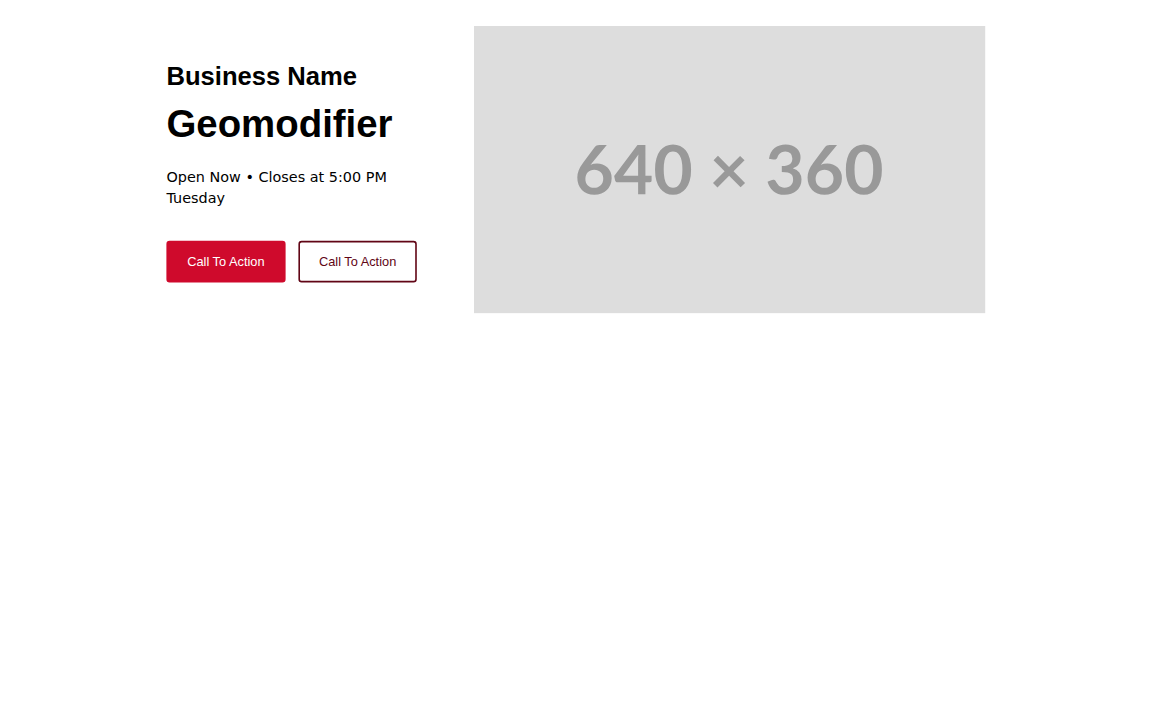 Business Name
Geomodifier
Open Now • Closes at 5:00 PM
Tuesday
Call To Action
Call To Action
640 × 360